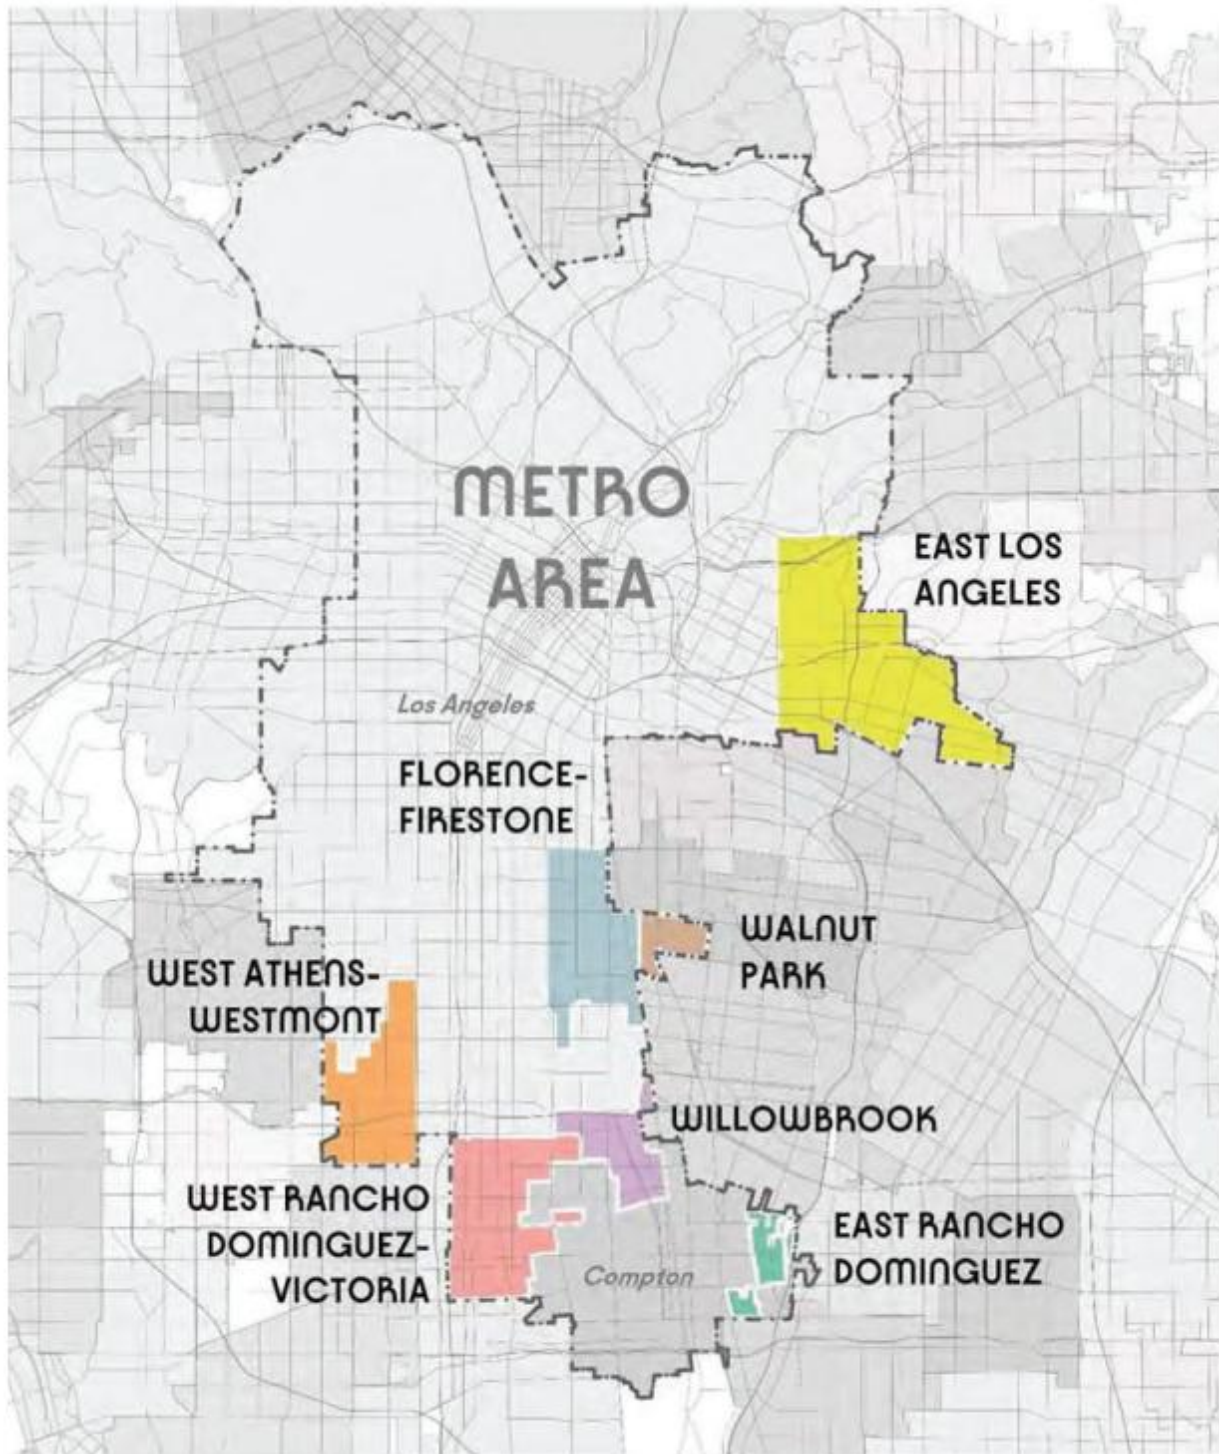 METRO
AREA
EAST LOS
ANGELES
Los Angeles
FLORENCE-
FIRESTONE
WALNUT
PARK
WEST ATHENS-
WESTMONT
WILLOWBROOK
WEST RANCHO
DOMINGUEZ-
VICTORIA
EAST RANCHO
DOMINGUEZ
Compton